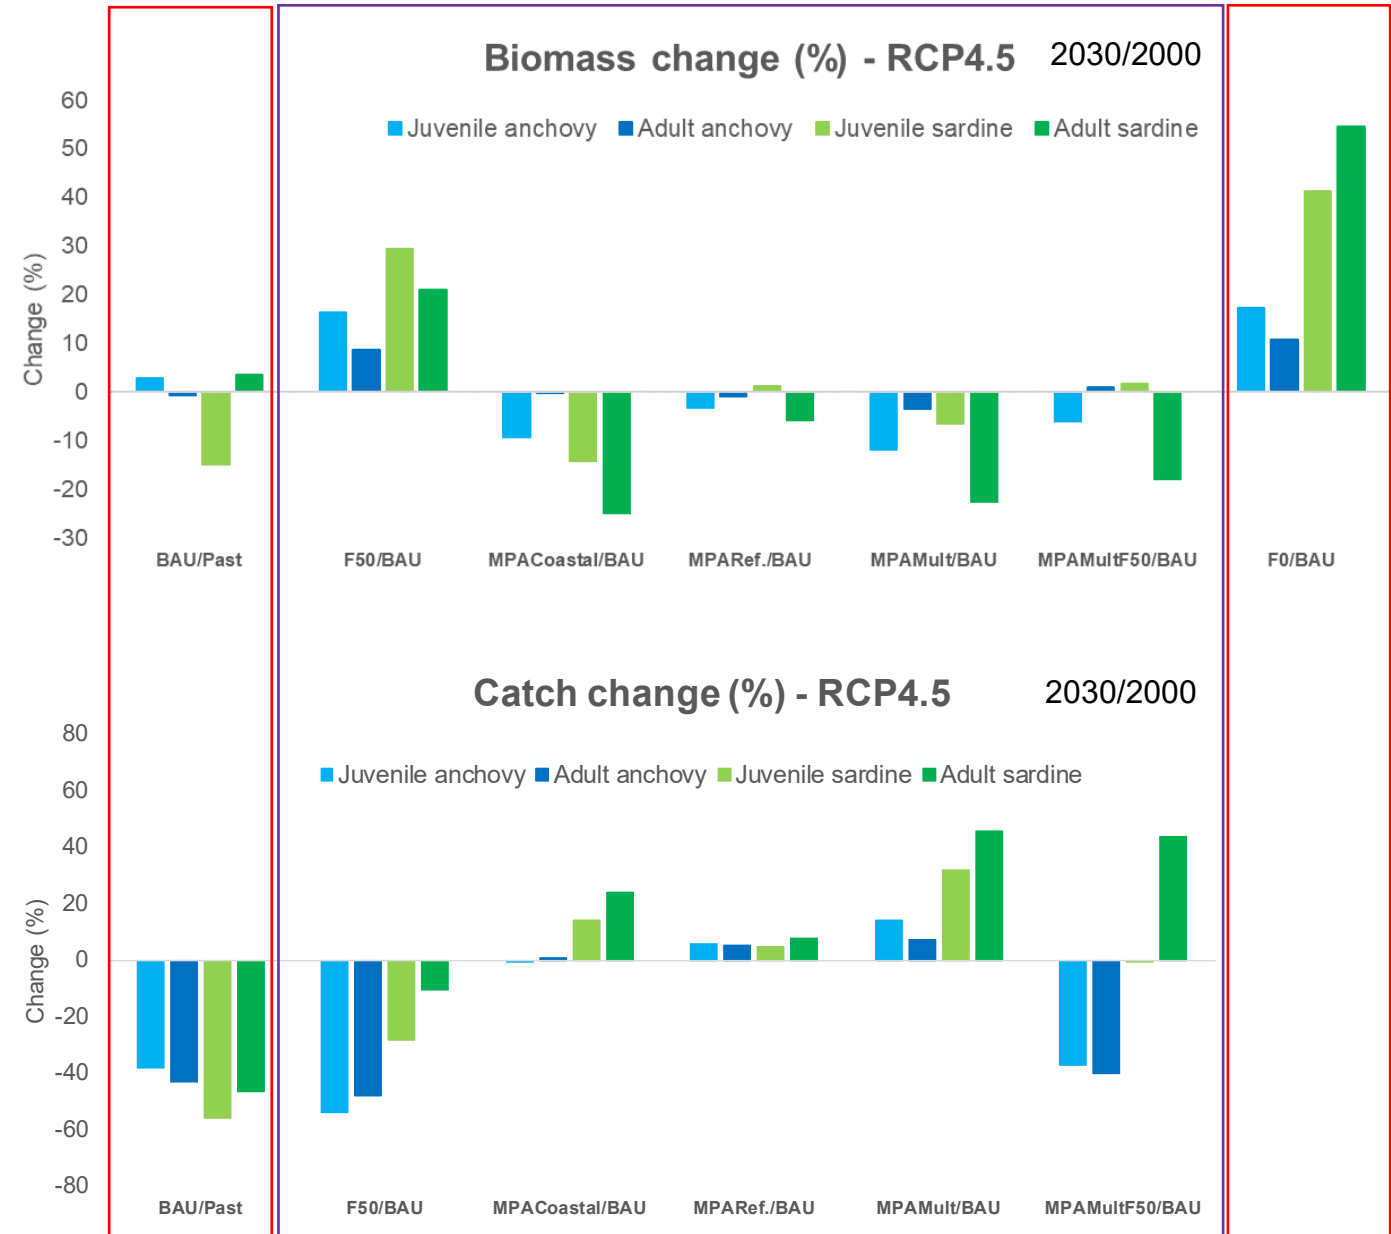 Biomass change (%) - RCP4.5 2030/2000
Juvenile anchovy Adult anchovy Juvenile sardine Adult sardine
Change (%)
60
50
40
30
20
10
0
-10
-20
-30
BAU/Past F50/BAU MPACoastal/BAU MPARef./BAU MPAMult/BAU MPAMultF50/BAU F0/BAU
Catch change (%) - RCP4.5 2030/2000
Juvenile anchovy Adult anchovy Juvenile sardine Adult sardine
Change (%)
80
60
40
20
0
-20
-40
-60
-80
BAU/Past F50/BAU MPACoastal/BAU MPARef./BAU MPAMult/BAU MPAMultF50/BAU